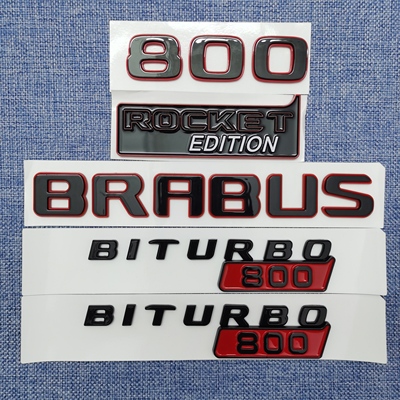 800
ROCKET
EDITION
BRABUS
BITURBO
800
BITURBO
800